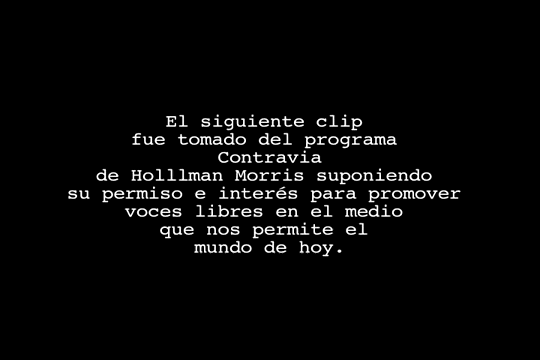 El siguiente clip
fue tomado del programa
Contravia
de Holllman Morris suponiendo
su permiso e interés para promover
voces libres en el medio
que nos permite el
mundo de hoy.